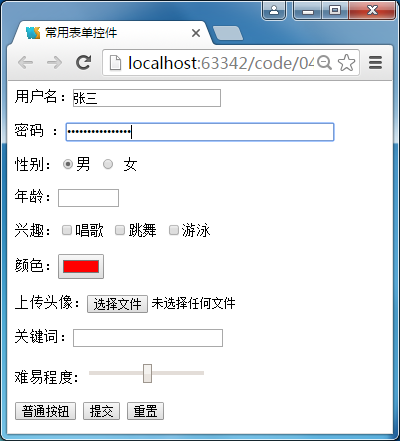 常用表单控件
localhost:63342/code/04
用户名：张三
密码 ：••••••••••••••••
性别： 男 女
年龄：
兴趣： 唱歌 跳舞 游泳
颜色：
上传头像： 选择文件 未选择任何文件
关键词：
难易程度：
普通按钮 提交 重置